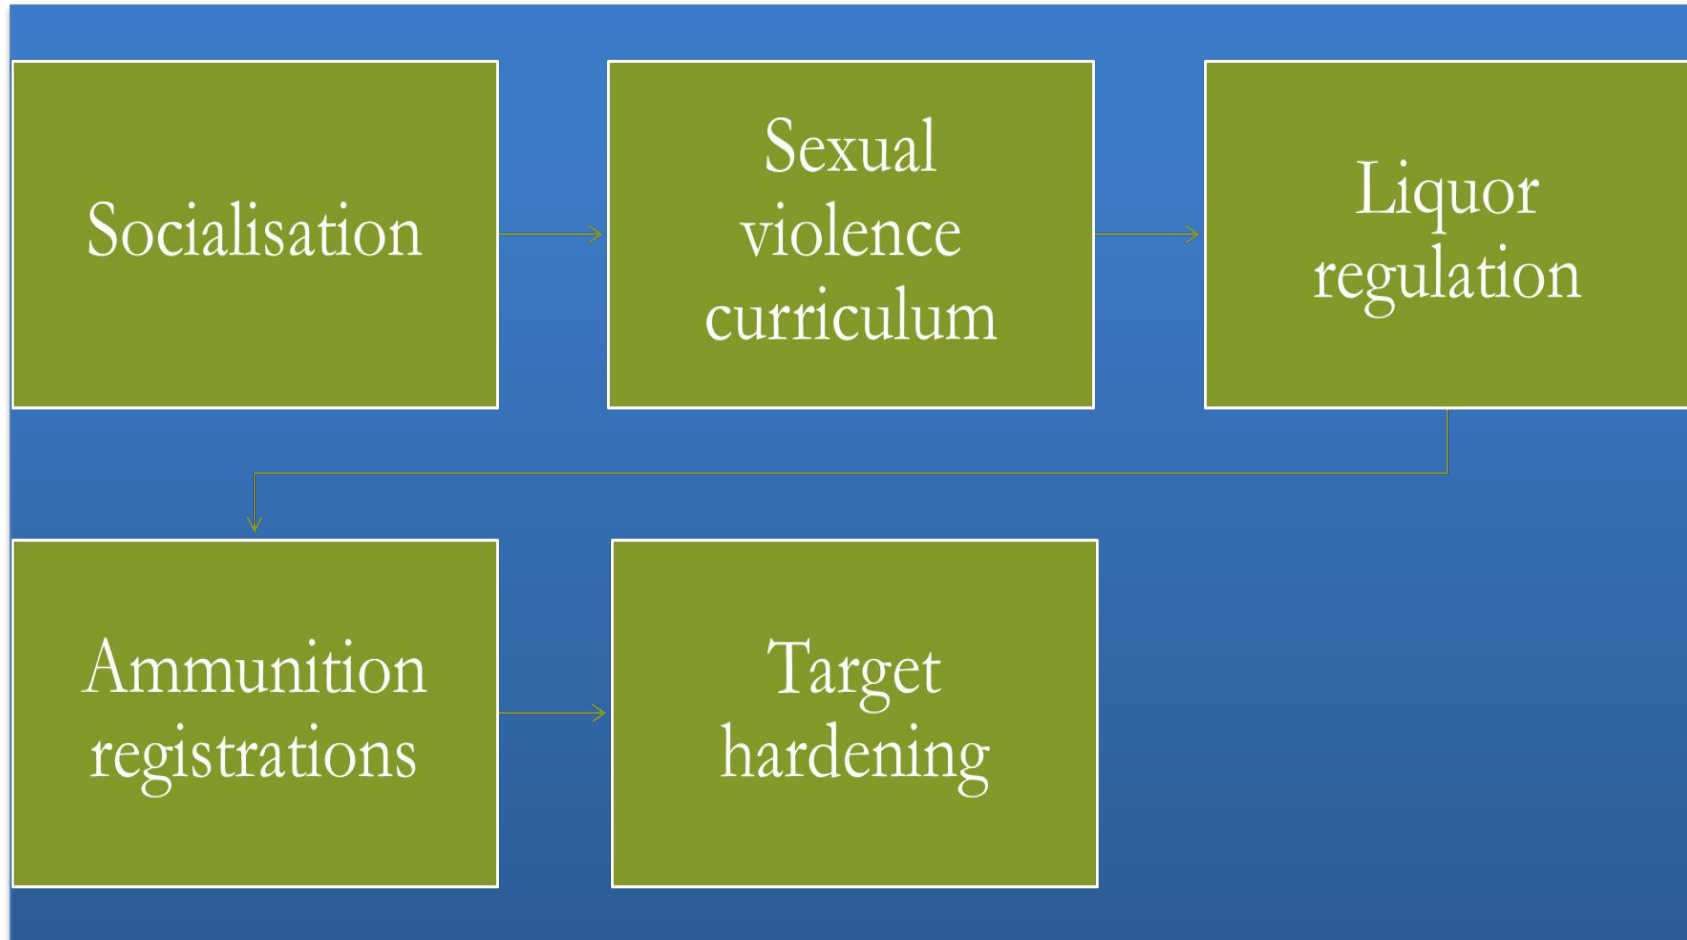 Socialisation
Sexual
violence
curriculum
Liquor
regulation
Ammunition
registrations
Target
hardening